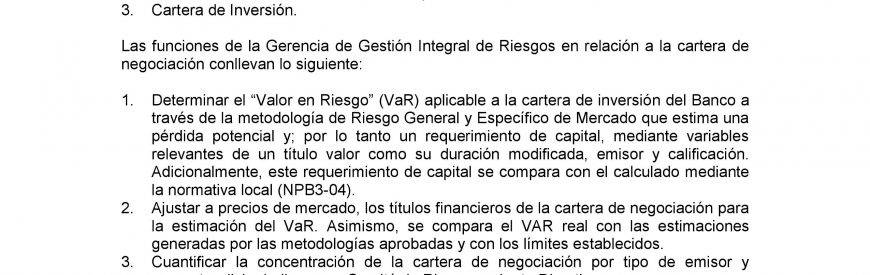 3. Cartera de Inversión.
Las funciones de la Gerencia de Gestión Integral de Riesgos en relación a la cartera de
negociación conllevan lo siguiente:
1. Determinar el “Valor en Riesgo” (VaR) aplicable a la cartera de inversión del Banco a
través de la metodología de Riesgo General y Específico de Mercado que estima una
pérdida potencial y; por lo tanto un requerimiento de capital, mediante variables
relevantes de un título valor como su duración modificada, emisor y calificación.
Adicionalmente, este requerimiento de capital se compara con el calculado mediante
la normativa local (NPB3-04).
2. Ajustar a precios de mercado, los títulos financieros de la cartera de negociación para
la estimación del VaR. Asimismo, se compara el VAR real con las estimaciones
generadas por las metodologías aprobadas y con los límites establecidos.
3. Cuantificar la concentración de la cartera de negociación por tipo de emisor y